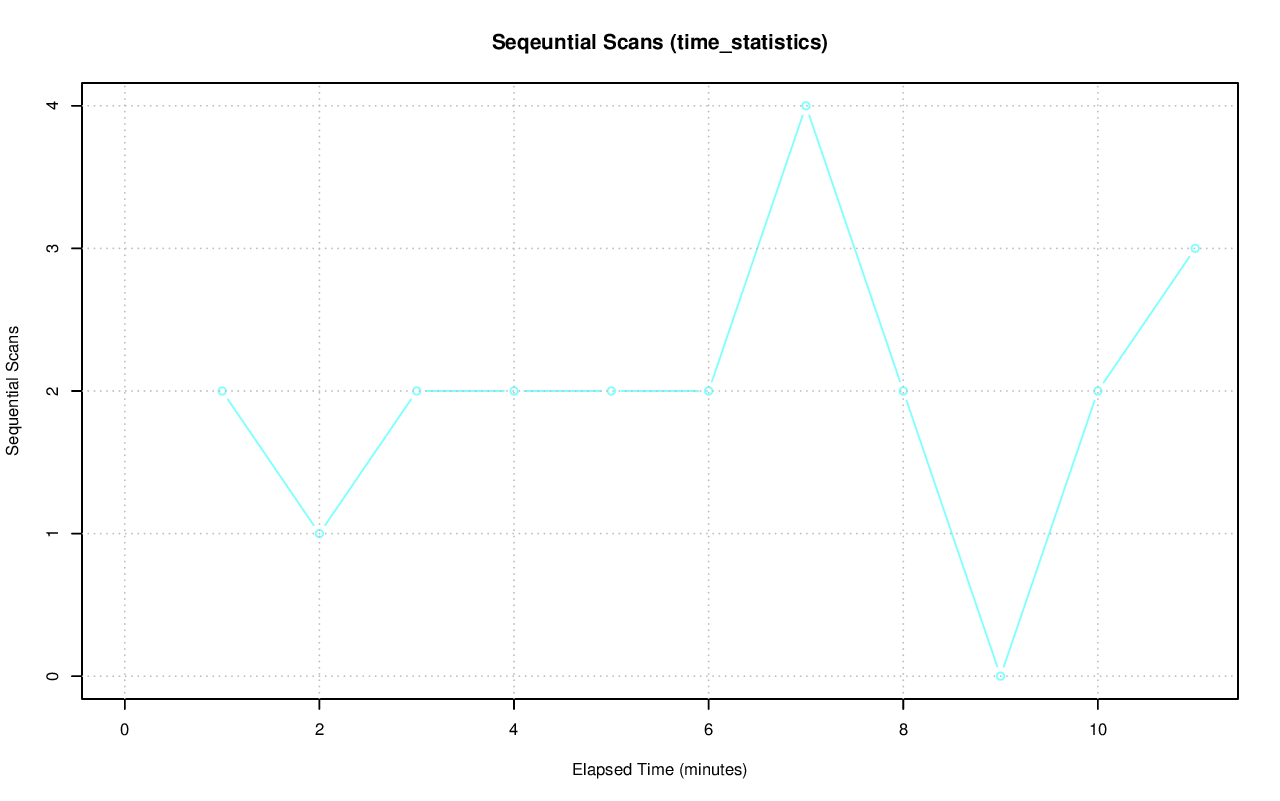 Seqeuntial Scans (time_statistics)
Sequential Scans
4
3
2
1
0
0 2 4 6 8 10
Elapsed Time (minutes)